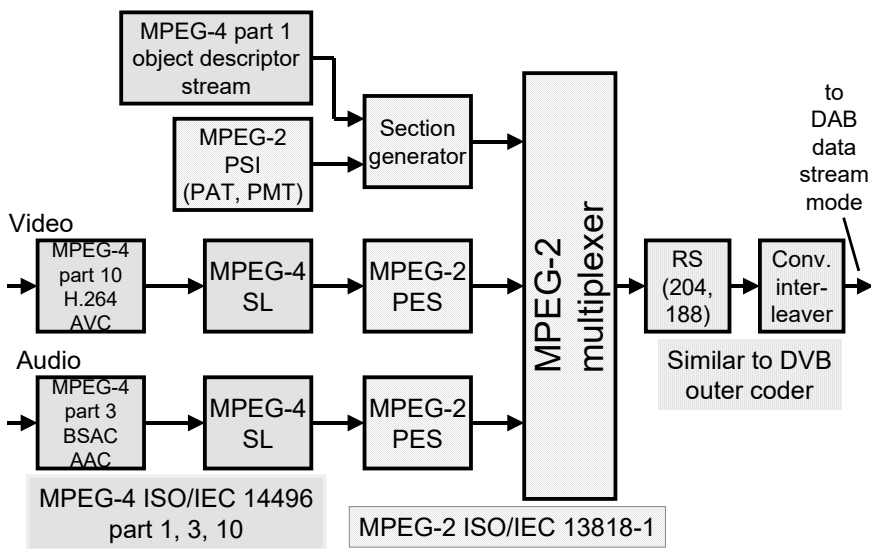 MPEG-4 part 1
object descriptor
stream
MPEG-2
PSI
(PAT, PMT)
Section
generator
to
DAB
data
stream
mode
Video
MPEG-4
part 10
H.264
AVC
MPEG-4
SL
MPEG-2
PES
MPEG-2
multiplexer
RS
(204,
188)
Conv.
inter-
leaver
Similar to DVB
outer coder
Audio
MPEG-4
part 3
BSAC
AAC
MPEG-4
SL
MPEG-2
PES
MPEG-4 ISO/IEC 14496
part 1, 3, 10
MPEG-2 ISO/IEC 13818-1